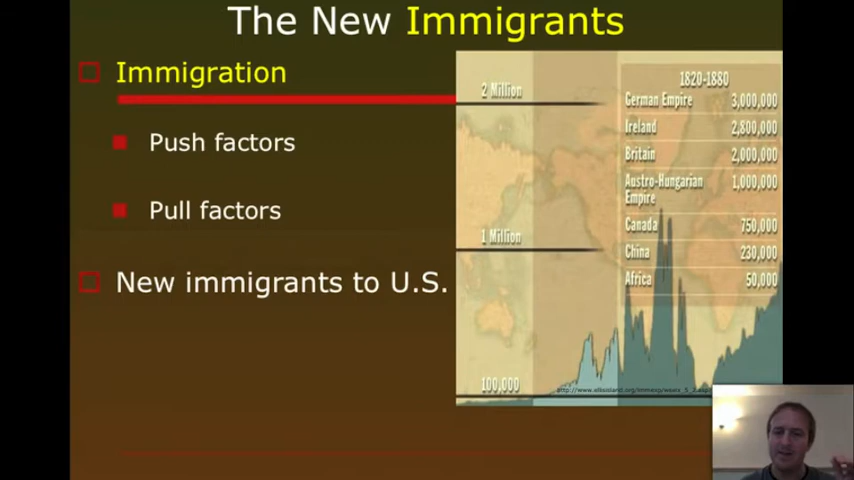 The New Immigrants
Immigration
Push factors
Pull factors
New immigrants to U.S.
2 Million
1 Million
100,000
1820-1880
German Empire 3,000,000
Ireland 2,800,000
Britain 2,000,000
Austro-Hungarian
Empire 1,000,000
Canada 750,000
China 230,000
Africa 50,000